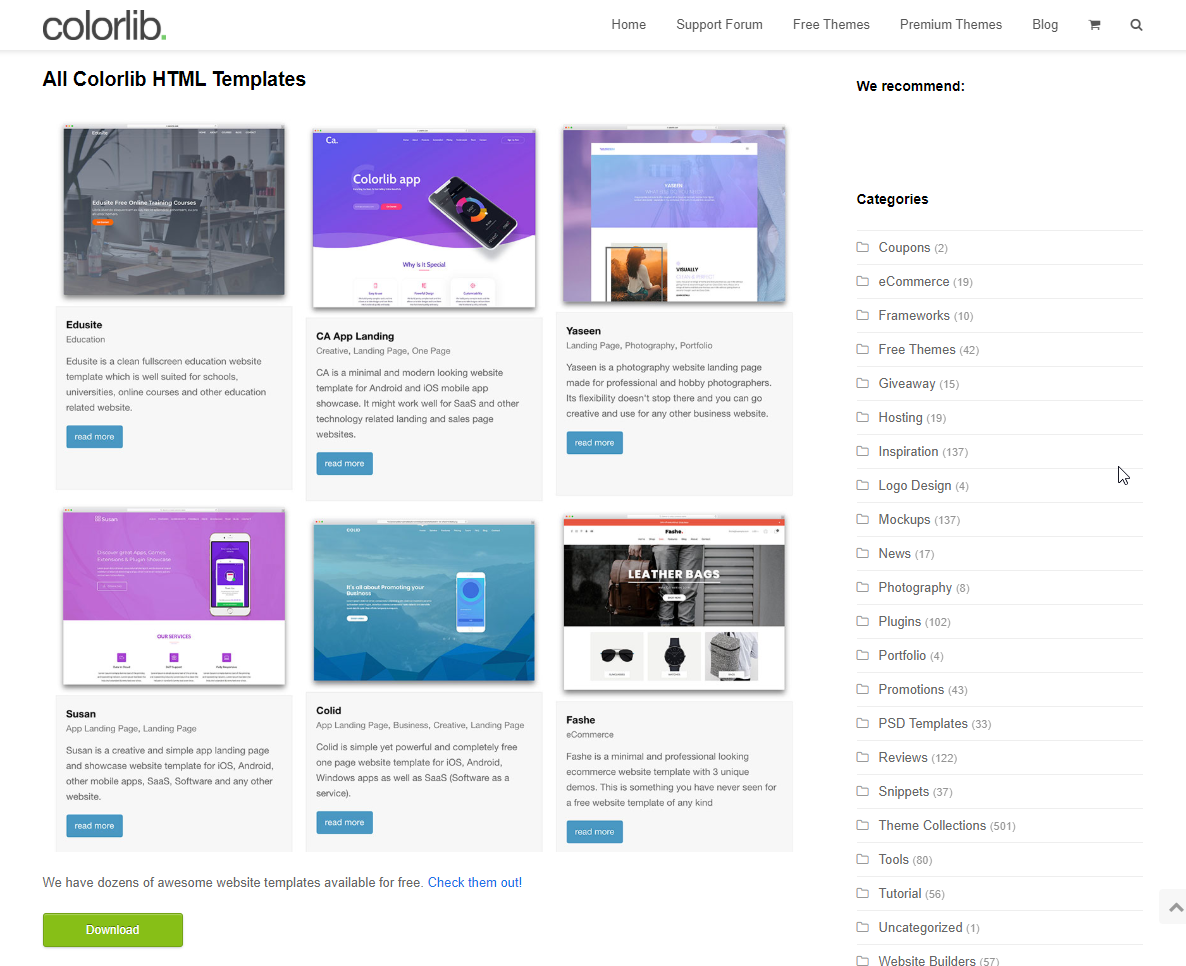 colorlib.
Home
Support Forum
Free Themes
Premium Themes
Blog
All Colorlib HTML Templates
Edusite
Edusite Free Online Training Courses
Edusite
Education
Edusite is a clean fullscreen education website
template which is well suited for schools,
universities, online courses and other education
related website.
read more
Ca.
Colorlib app
Why Is It Special
CA App Landing
Creative, Landing Page, One Page
CA is a minimal and modern looking website
template for Android and iOS mobile app
showcase. It might work well for SaaS and other
technology related landing and sales page
websites.
read more
YASEEN
VISUALLY
Yaseen
Landing Page, Photography, Portfolio
Yaseen is a photography website landing page
made for professional and hobby photographers.
Its flexibility doesn't stop there and you can go
creative and use for any other business website.
read more
Susan
Discover great Apps, Games,
Extensions & Plugin Showcase
OUR SERVICES
Susan
App Landing Page, Landing Page
Susan is a creative and simple app landing page
and showcase website template for iOS, Android,
other mobile apps, SaaS, Software and any other
website.
read more
COLID
It's all about Promoting your
Business
Colid
App Landing Page, Business, Creative, Landing Page
Colid is simple yet powerful and completely free
one page website template for iOS, Android,
Windows apps as well as SaaS (Software as a
service).
read more
Fashe.
LEATHER BAGS
Fashe
eCommerce
Fashe is a minimal and professional looking
ecommerce website template with 3 unique
demos. This is something you have never seen for
a free website template of any kind
read more
We have dozens of awesome website templates available for free. Check them out!
Download
We recommend:
Categories
Coupons (2)
eCommerce (19)
Frameworks (10)
Free Themes (42)
Giveaway (15)
Hosting (19)
Inspiration (137)
Logo Design (4)
Mockups (137)
News (17)
Photography (8)
Plugins (102)
Portfolio (4)
Promotions (43)
PSD Templates (33)
Reviews (122)
Snippets (37)
Theme Collections (501)
Tools (80)
Tutorial (56)
Uncategorized (1)
Website Builders (57)